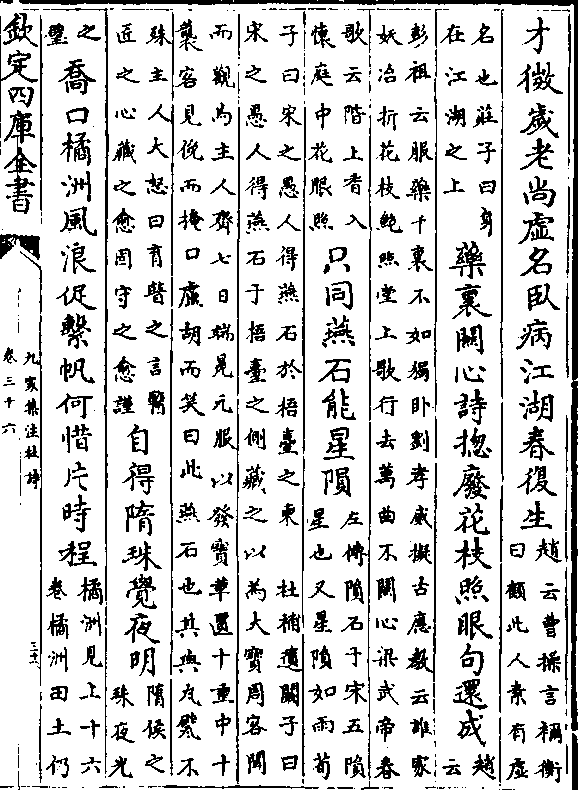 才微歲老尚虛名卧病江湖春復生趙云曹操言禰衡曰顧此人素有虛
名也莊子曰身在江湖之上藥裹關心詩揔廢花枝照眼句還成趙云
彭祖云服藥千裹不如獨卧劉孝威擬古應教云誰家妖冶折花枝鮑照堂上歌行去萬曲不關心梁武帝春
歌云階上香入懷庭中花眼照只同燕石能星隕左傳隕石于宋五隕星也又星隕如雨荀
子曰宋之愚人得燕石於梧臺之東杜補遺闕子曰宋之愚人得燕石于梧臺之側藏之以為大寶周客聞
而觀焉主人齋七日端冕元服以發寶革匱十重巾十襲客見俛而掩口盧胡而笑曰此燕石也其與瓦甓不
殊主人大怒曰商賈之言醫匠之心藏之愈固守之愈謹自得隋珠覺夜明隋侯之珠夜光
之璧喬口橘洲風浪促繫帆何惜片時程橘洲見上十六卷橘洲田土仍
欽定四庫全書
九家集注杜詩
卷三十六